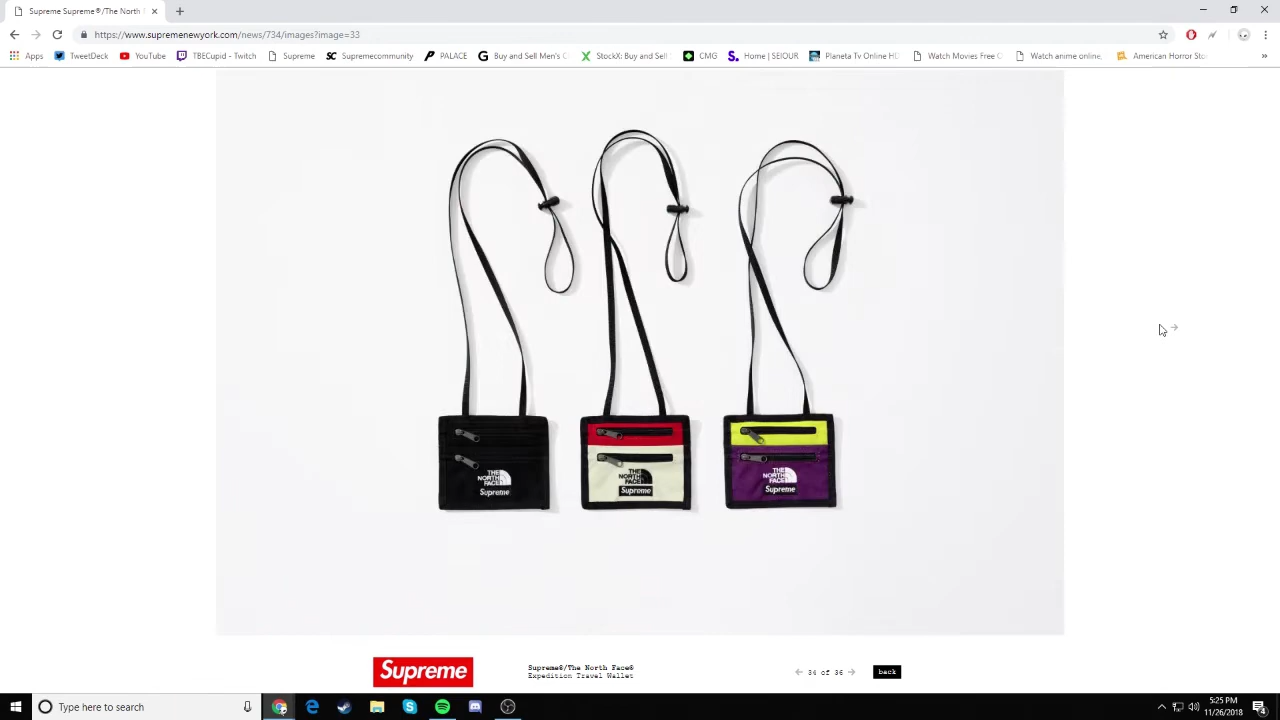 Supreme Supreme®/The North F
https://www.supremenewyork.com/news/734/images?image=33
Apps TweetDeck YouTube TBECupid - Twitch Supreme Supremecommunity PALACE Buy and Sell Men's C StockX: Buy and Sell CMG Home | SEIOUR Planeta Tv Online HD Watch Movies Free C Watch anime online, American Horror Stor
THE
NORTH
FACE
Supreme
THE
NORTH
FACE
Supreme
THE
NORTH
FACE
Supreme
Supreme
Supreme®/The North Face®
Expedition Travel Wallet
34 of 36
back
Type here to search
5:25 PM
11/26/2018
4